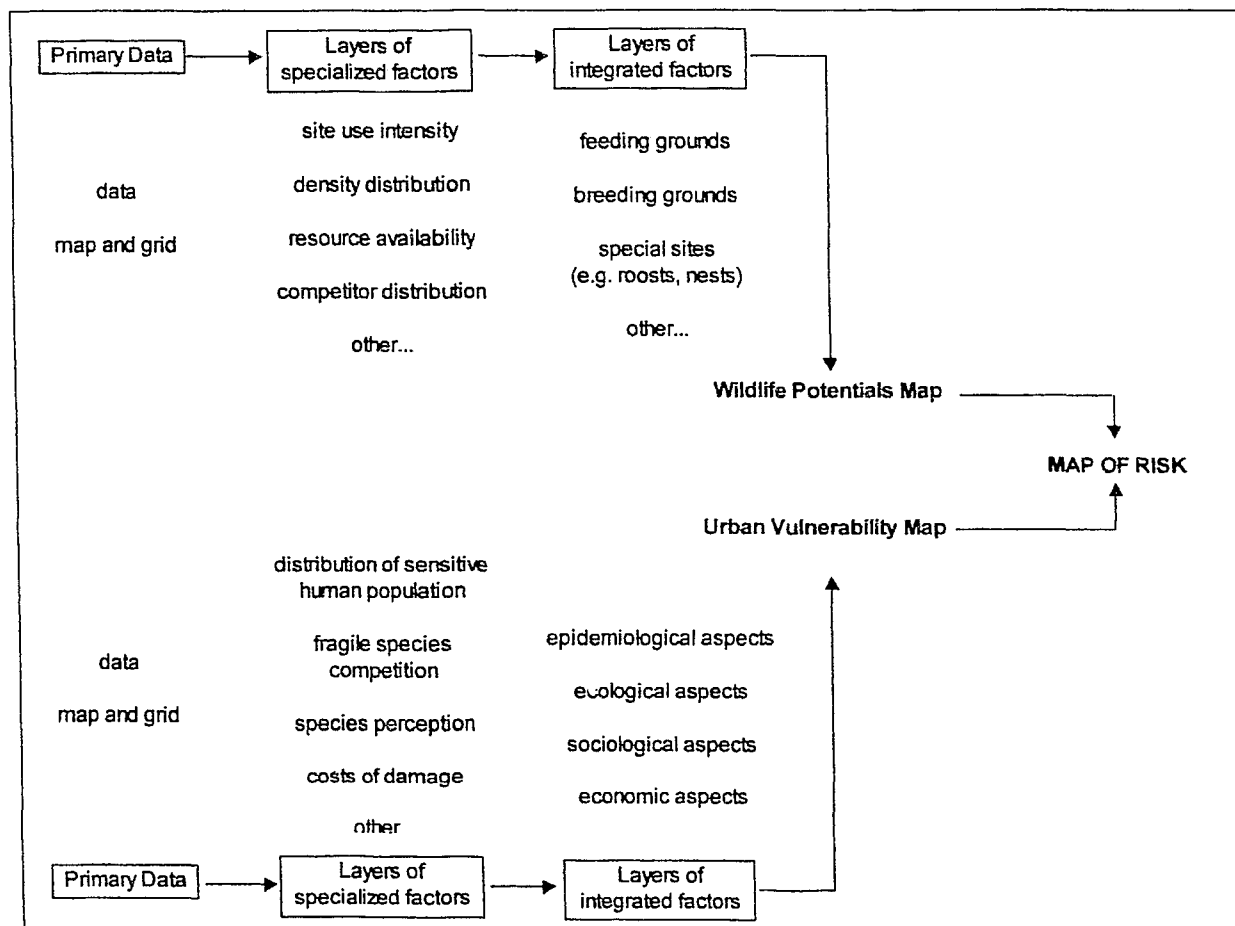 Primary Data
Layers of
specialized factors
Layers of
integrated factors
data
map and grid
site use intensity
density distribution
resource availability
competitor distribution
other...
feeding grounds
breeding grounds
special sites
(e.g. roosts, nests)
other...
Wildlife Potentials Map
MAP OF RISK
Urban Vulnerability Map
data
map and grid
distribution of sensitive
human population
fragile species
competition
species perception
costs of damage
other
epidemiological aspects
ecological aspects
sociological aspects
economic aspects
Primary Data
Layers of
specialized factors
Layers of
integrated factors